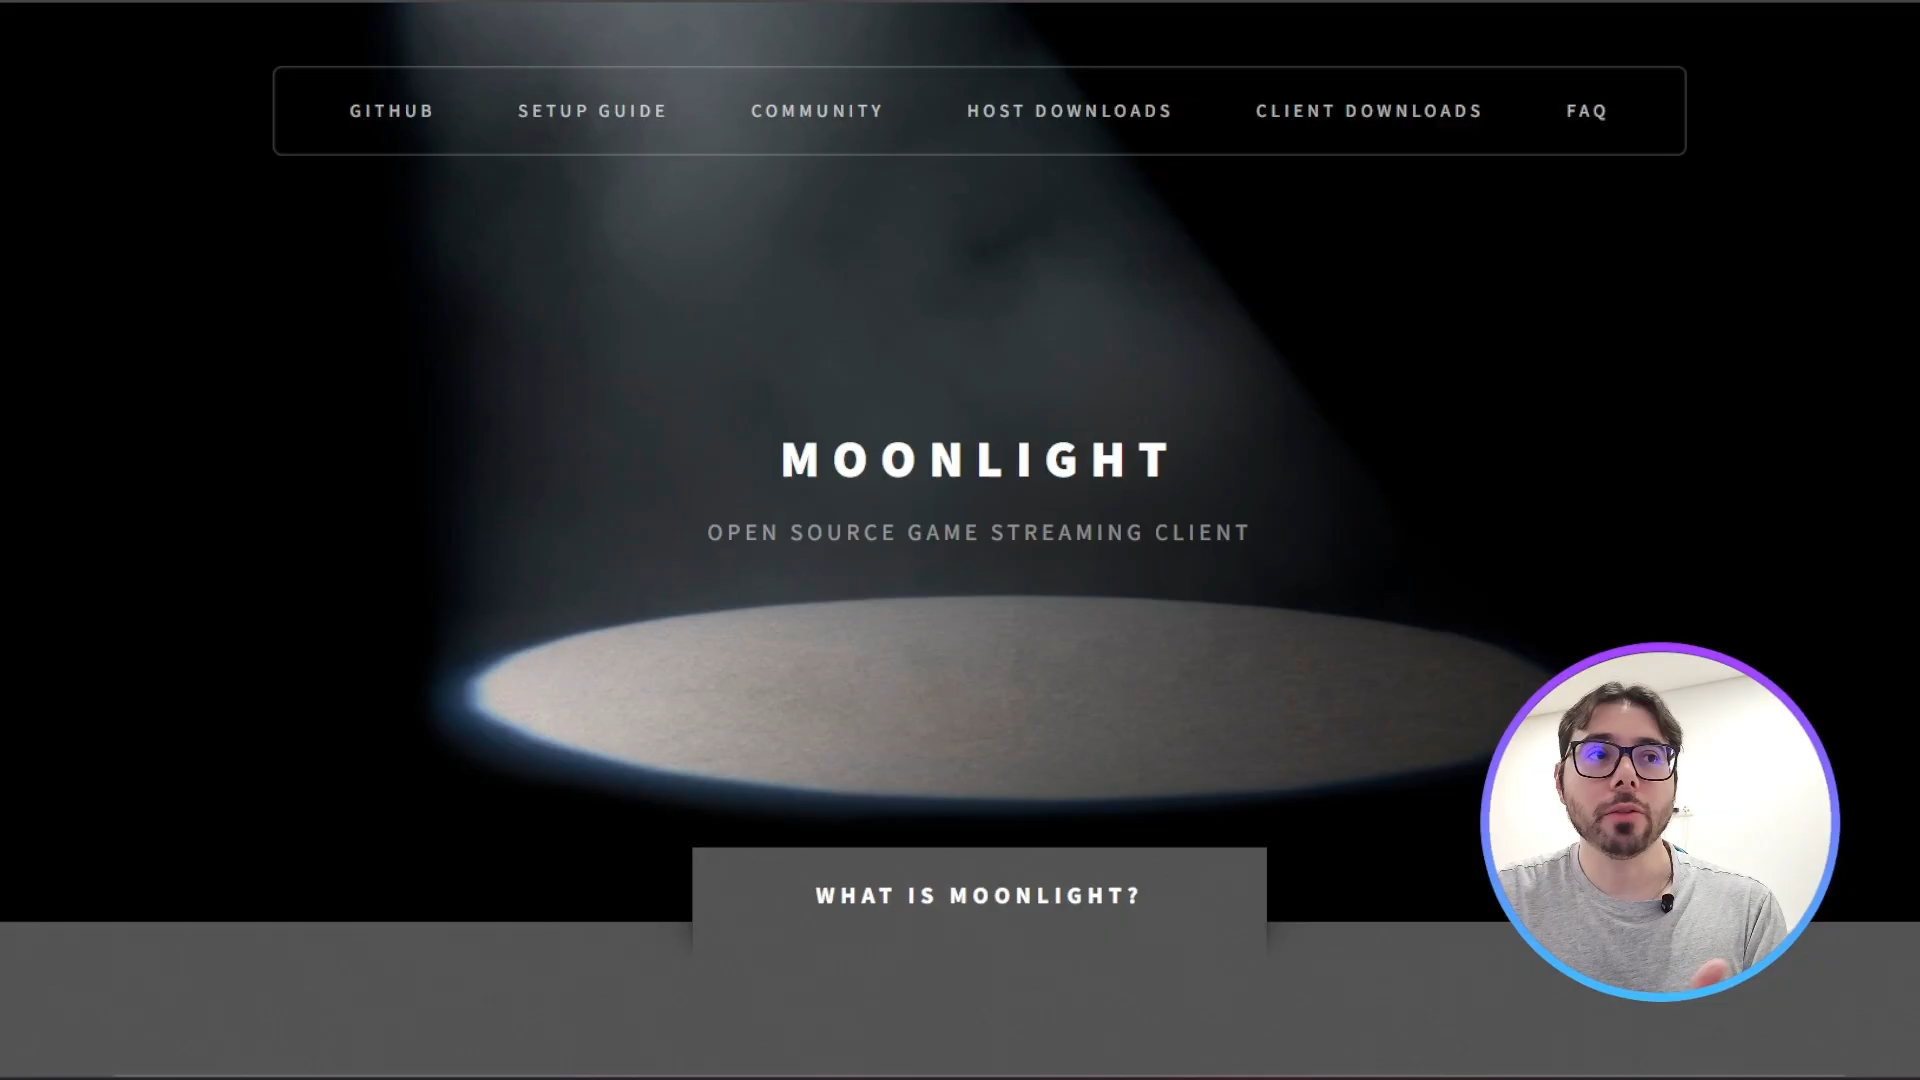 GITHUB SETUP GUIDE COMMUNITY HOST DOWNLOADS CLIENT DOWNLOADS FAQ
MOONLIGHT
OPEN SOURCE GAME STREAMING CLIENT
WHAT IS MOONLIGHT?